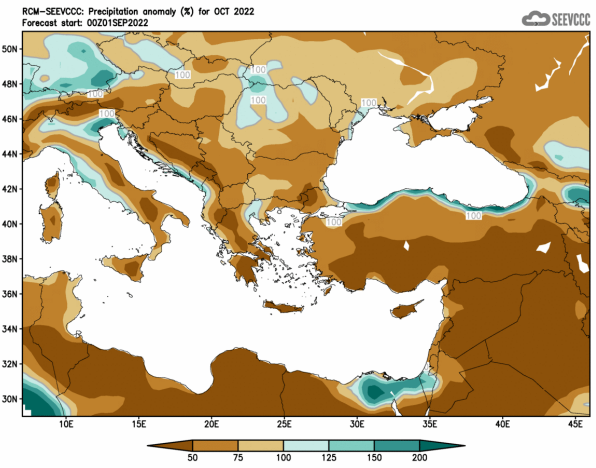 RCM-SEEVCCC: Precipitation anomaly (%) for OCT 2022
Forecast start: 00Z01SEP2022
SEEVCCC
50N
48N
46N
44N
42N
40N
38N
36N
34N
32N
30N
100
100
100
100
100
100
100
100
100
10E
15E
20E
25E
30E
35E
40E
45E
50 75 100 125 150 200